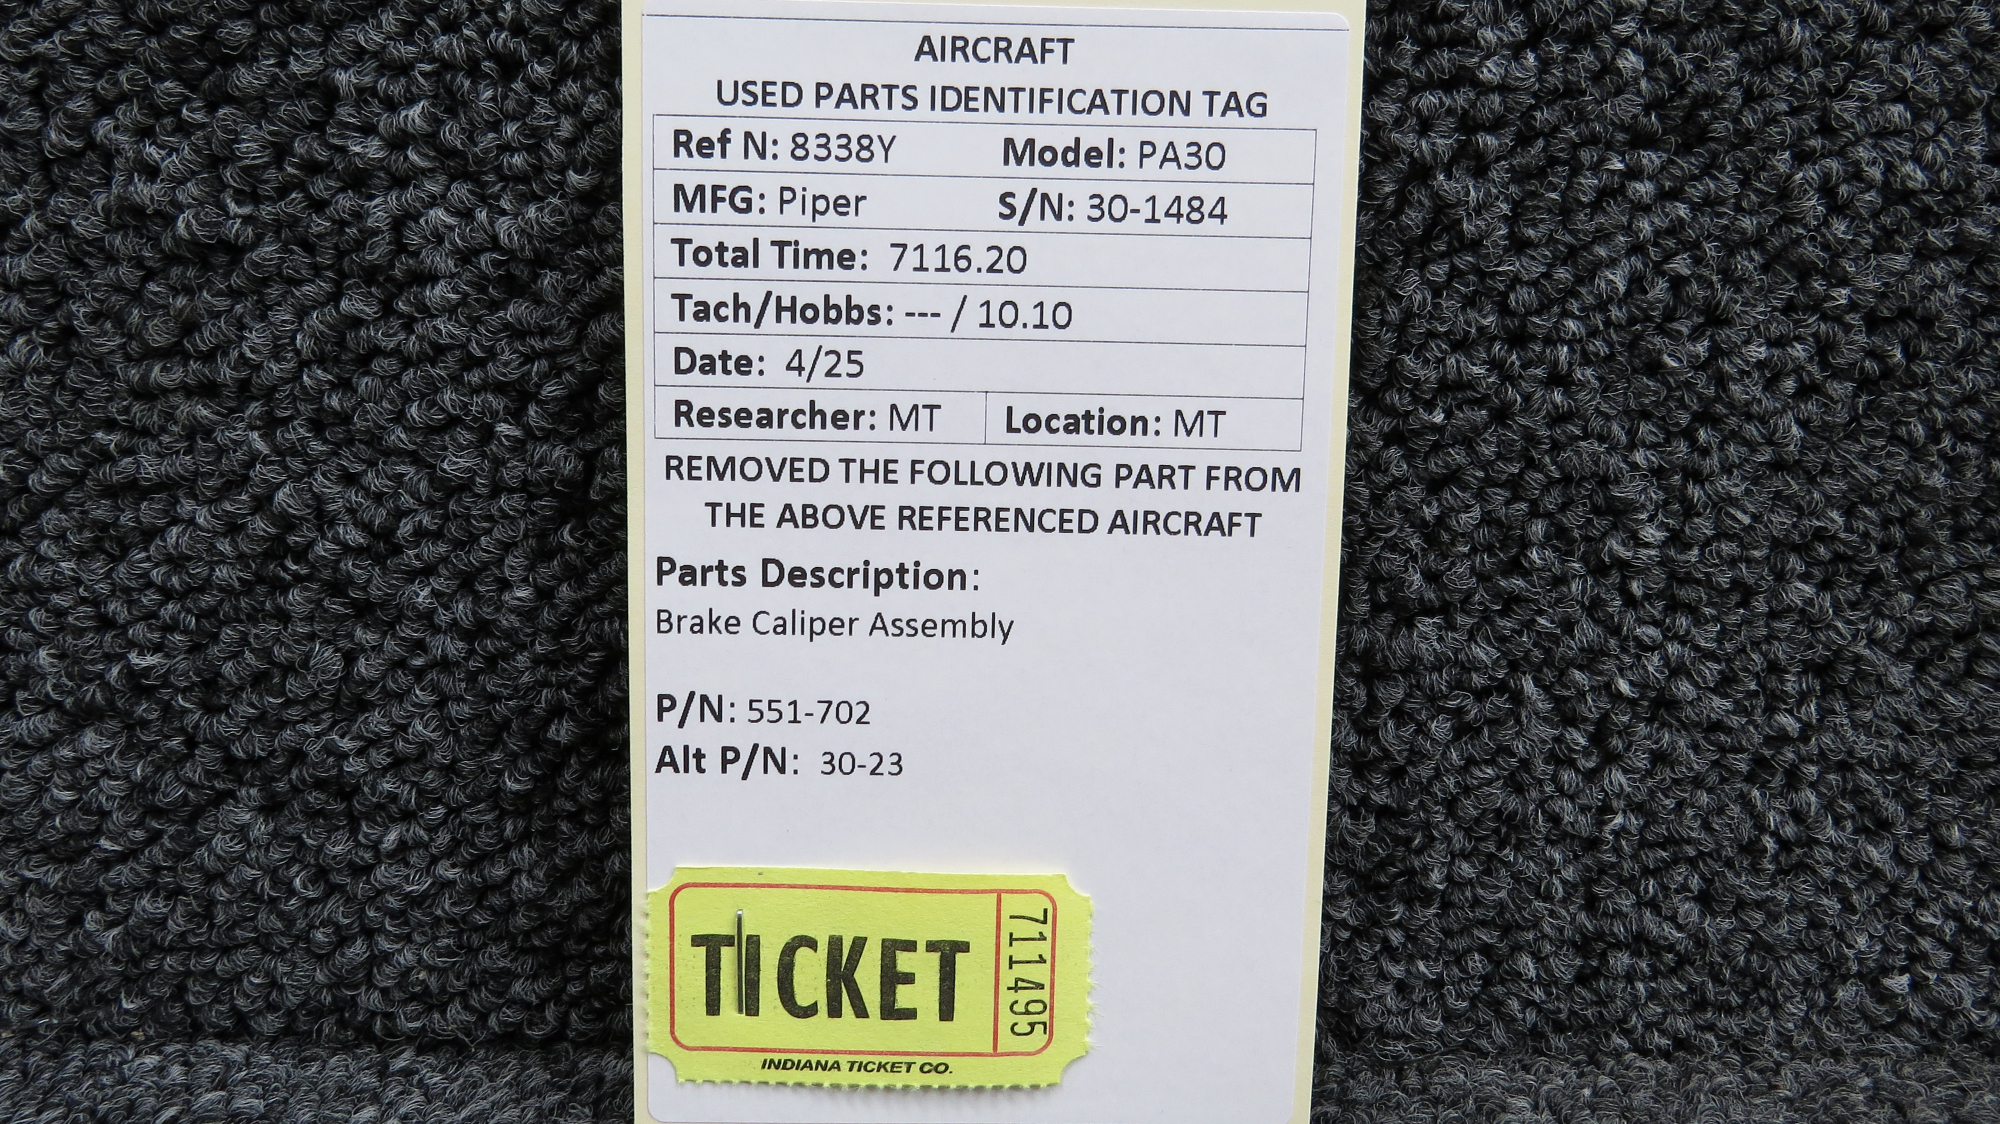 AIRCRAFT
USED PARTS IDENTIFICATION TAG
Ref N: 8338Y Model: PA30
MFG: Piper S/N: 30-1484
Total Time: 7116.20
Tach/Hobbs: --- / 10.10
Date: 4/25
Researcher: MT Location: MT
REMOVED THE FOLLOWING PART FROM
THE ABOVE REFERENCED AIRCRAFT
Parts Description:
Brake Caliper Assembly
P/N: 551-702
Alt P/N: 30-23
TICKET
711495
INDIANA TICKET CO.